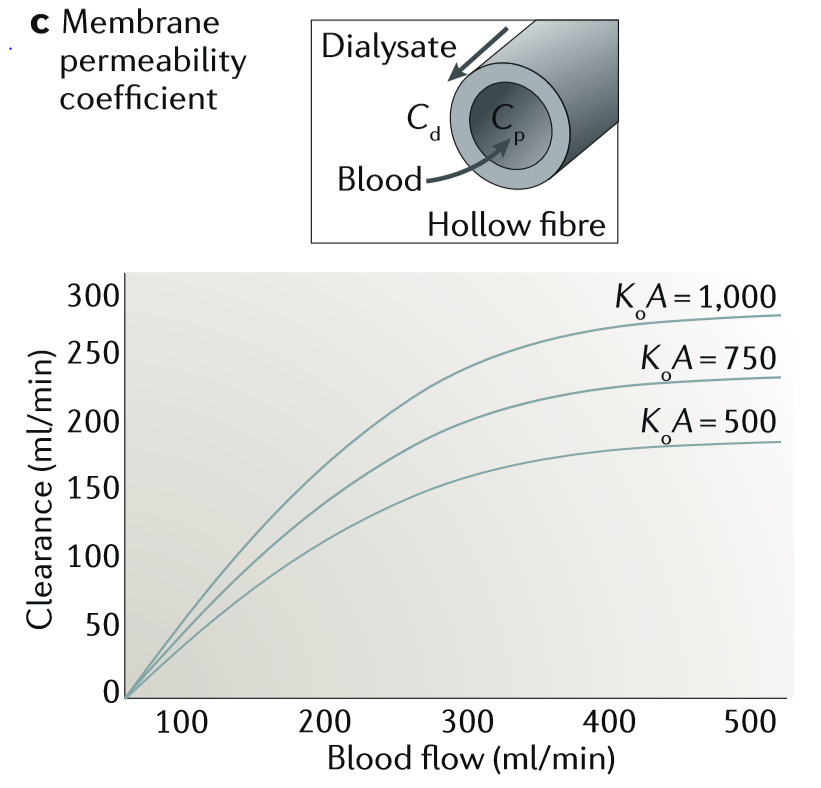 c Membrane
permeability
coefficient
Dialysate
Cd
Cp
Blood
Hollow fibre
Clearance (ml/min)
300
250
200
150
100
50
0
KoA = 1,000
KoA = 750
KoA = 500
100 200 300 400 500
Blood flow (ml/min)